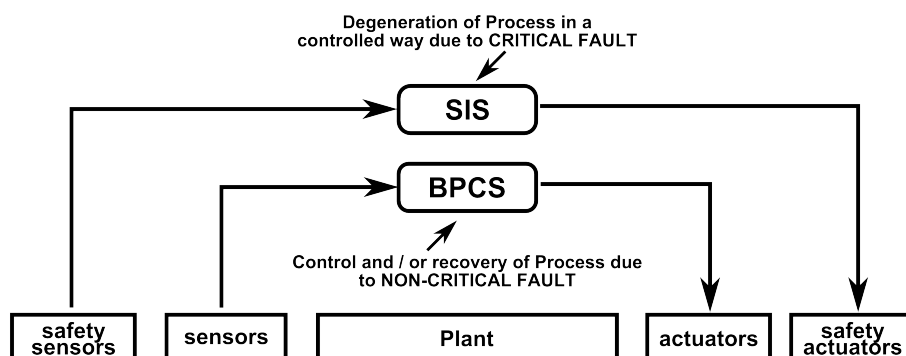 Degeneration of Process in a
controlled way due to CRITICAL FAULT
SIS
BPCS
Control and / or recovery of Process due
to NON-CRITICAL FAULT
safety
sensors
sensors
Plant
actuators
safety
actuators